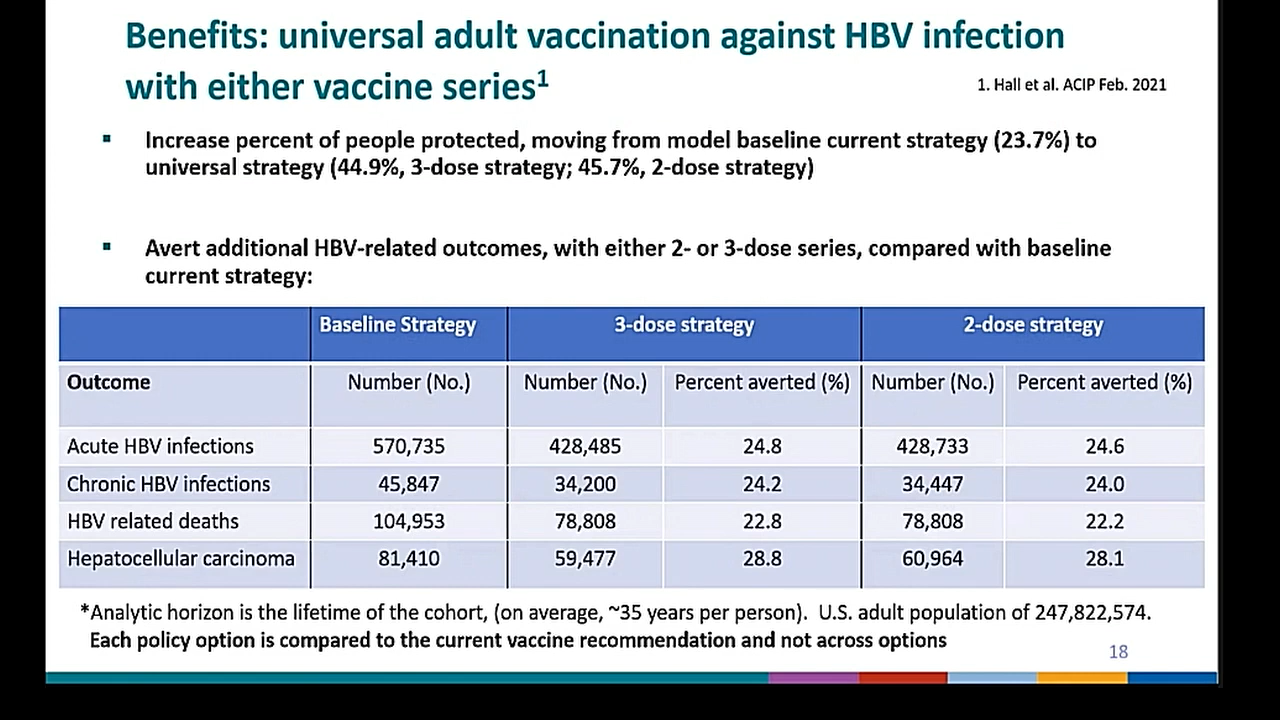 Benefits: universal adult vaccination against HBV infection
with either vaccine series1
1. Hall et al. ACIP Feb. 2021
▪ Increase percent of people protected, moving from model baseline current strategy (23.7%) to
universal strategy (44.9%, 3-dose strategy; 45.7%, 2-dose strategy)
▪ Avert additional HBV-related outcomes, with either 2- or 3-dose series, compared with baseline
current strategy:
Baseline Strategy 3-dose strategy 2-dose strategy
Outcome Number (No.) Number (No.) Percent averted (%) Number (No.) Percent averted (%)
Acute HBV infections 570,735 428,485 24.8 428,733 24.6
Chronic HBV infections 45,847 34,200 24.2 34,447 24.0
HBV related deaths 104,953 78,808 22.8 78,808 22.2
Hepatocellular carcinoma 81,410 59,477 28.8 60,964 28.1
*Analytic horizon is the lifetime of the cohort, (on average, ~35 years per person). U.S. adult population of 247,822,574.
Each policy option is compared to the current vaccine recommendation and not across options
18